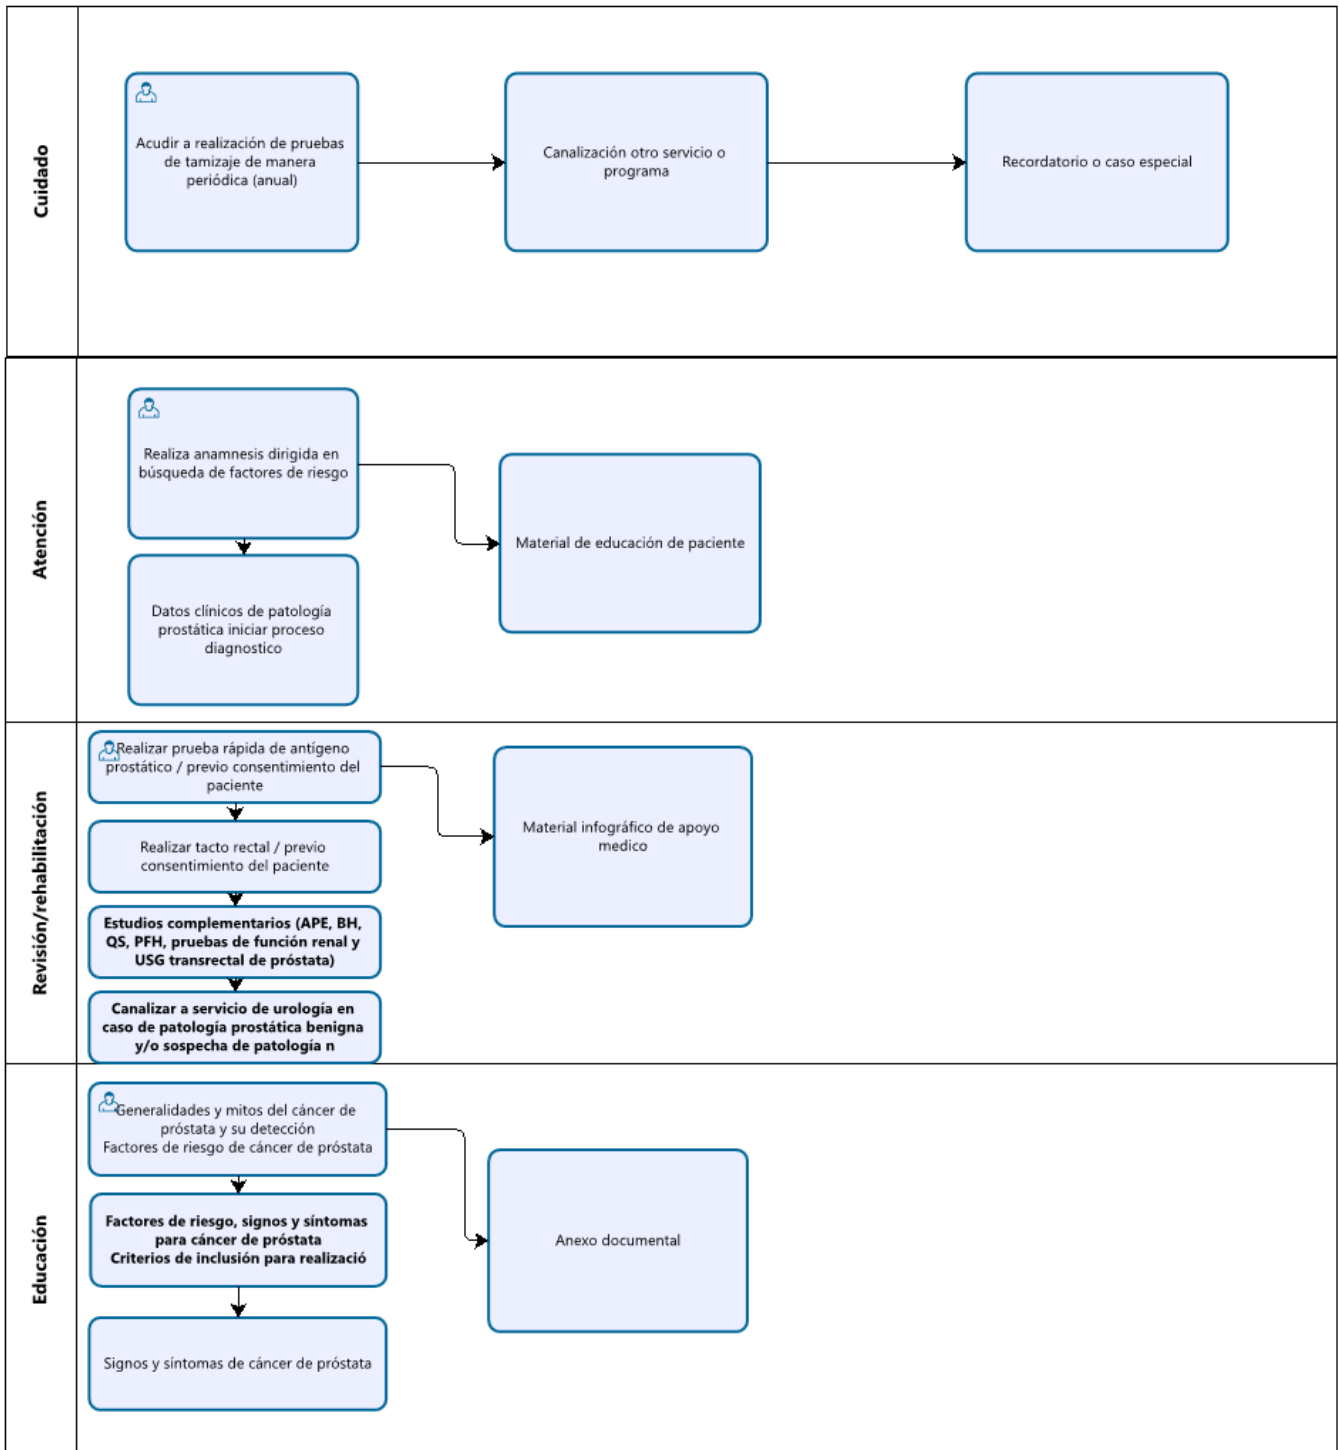 Cuidado
Acudir a realización de pruebas
de tamizaje de manera
periódica (anual)
Canalización otro servicio o
programa
Recordatorio o caso especial
Atención
Realiza anamnesis dirigida en
búsqueda de factores de riesgo
Material de educación de paciente
Datos clínicos de patología
prostática iniciar proceso
diagnostico
Revisión/rehabilitación
Realizar prueba rápida de antígeno
prostático / previo consentimiento del
paciente
Material infográfico de apoyo
medico
Realizar tacto rectal / previo
consentimiento del paciente
Estudios complementarios (APE, BH,
QS, PFH, pruebas de función renal y
USG transrectal de próstata)
Canalizar a servicio de urología en
caso de patología prostática benigna
y/o sospecha de patología n
Educación
Generalidades y mitos del cáncer de
próstata y su detección
Factores de riesgo de cáncer de próstata
Anexo documental
Factores de riesgo, signos y síntomas
para cáncer de próstata
Criterios de inclusión para realizació
Signos y síntomas de cáncer de próstata